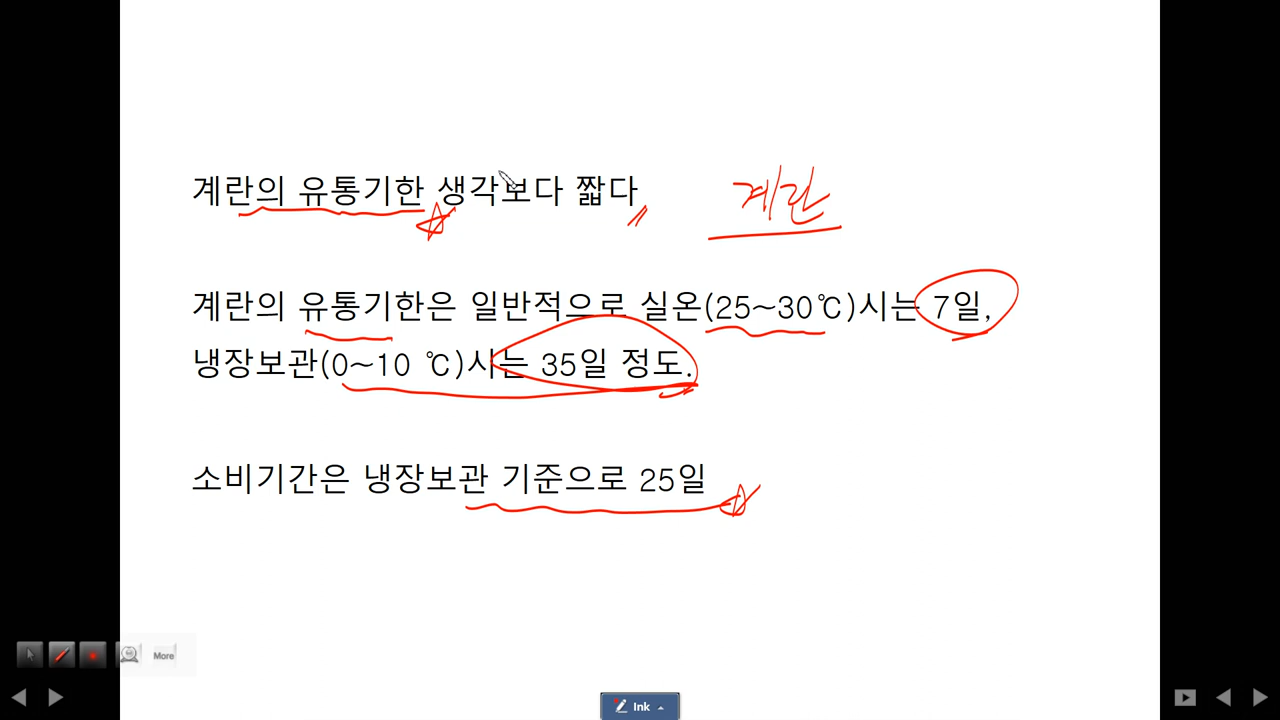 계란의 유통기한 생각보다 짧다
계란
계란의 유통기한은 일반적으로 실온(25~30℃)시는 7일,
냉장보관(0~10 ℃)시는 35일 정도.
소비기간은 냉장보관 기준으로 25일
More
Ink